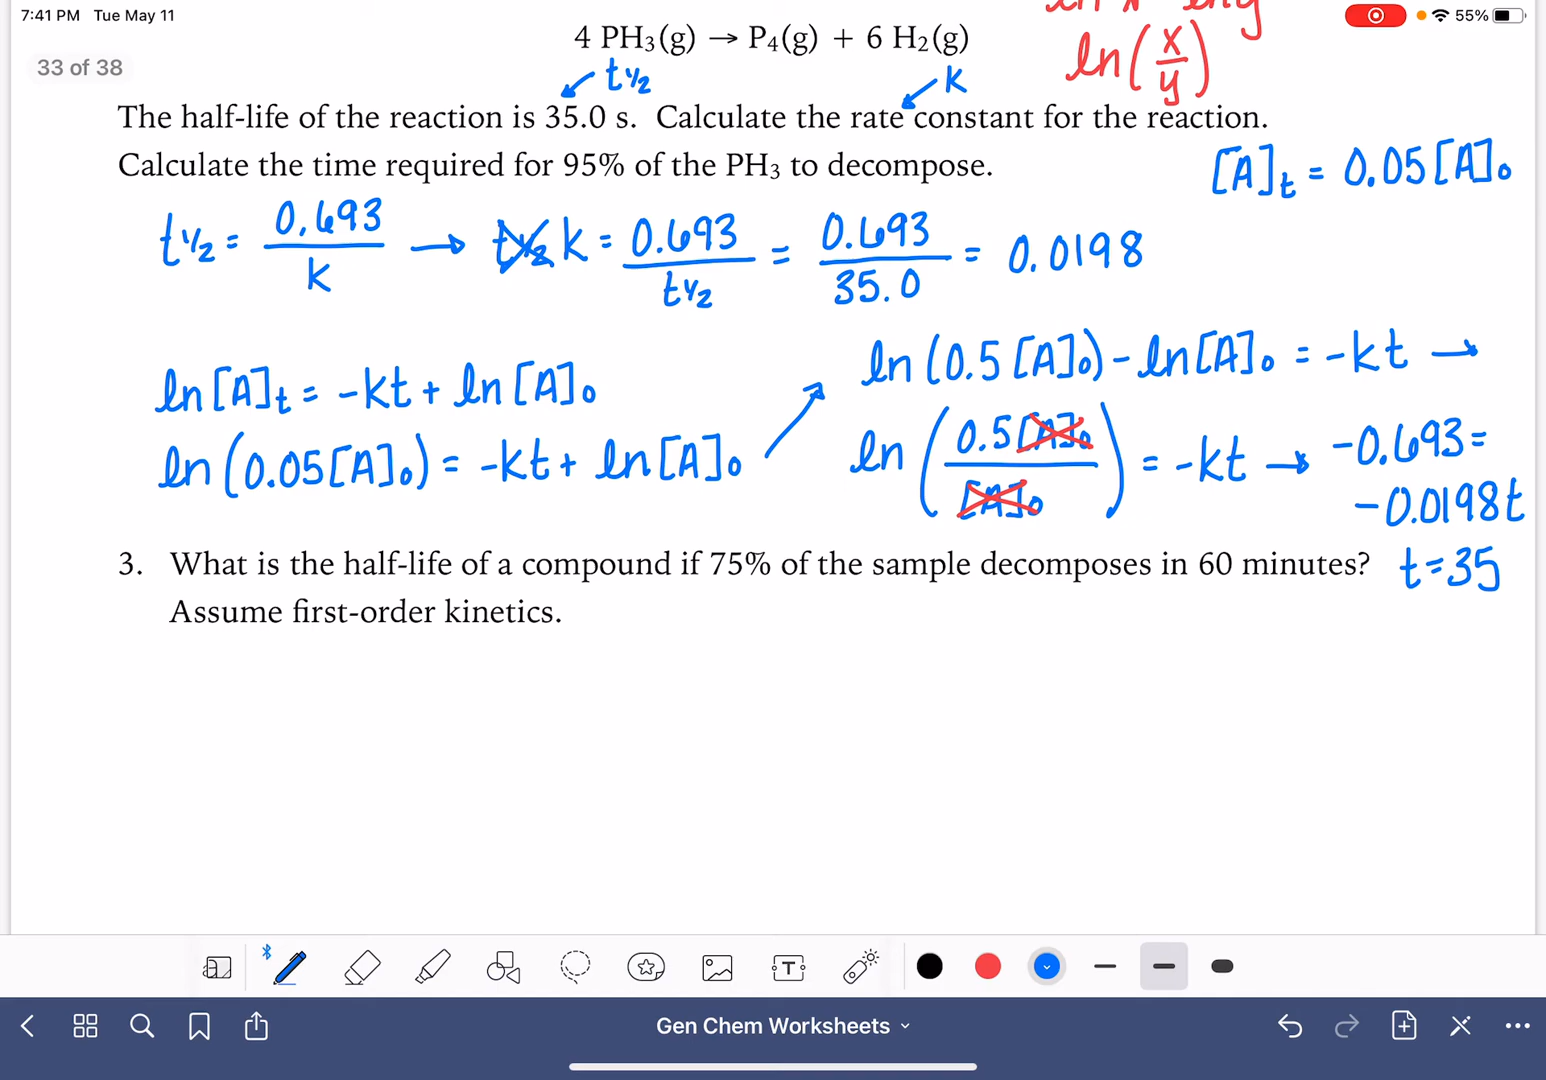 7:41 PM Tue May 11
55%
33 of 38
4 PH₃(g) → P₄(g) + 6 H₂(g)
ln(x/y)
t½
k
The half-life of the reaction is 35.0 s. Calculate the rate constant for the reaction.
Calculate the time required for 95% of the PH₃ to decompose.
[A]t = 0.05[A]₀
t½ = 0.693/k → t½ k = 0.693/t½ = 0.693/35.0 = 0.0198
ln[A]t = -kt + ln[A]₀
ln(0.05[A]₀) = -kt + ln[A]₀
ln(0.5[A]₀) - ln[A]₀ = -kt →
ln(0.5[A]₀/[A]₀) = -kt → -0.693 =
-0.0198t
t=35
3. What is the half-life of a compound if 75% of the sample decomposes in 60 minutes?
Assume first-order kinetics.
Gen Chem Worksheets